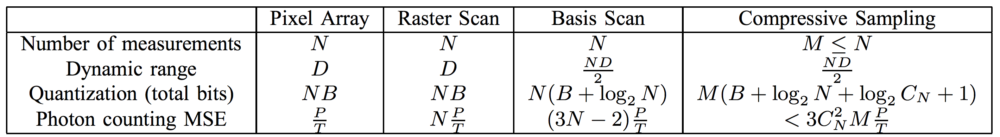 Pixel Array Raster Scan Basis Scan Compressive Sampling
Number of measurements N N N M ≤ N
Dynamic range D D ND/2 ND/2
Quantization (total bits) NB NB N(B + log₂ N) M(B + log₂ N + log₂ C_N + 1)
Photon counting MSE P/T N P/T (3N − 2) P/T < 3C_N² M P/T